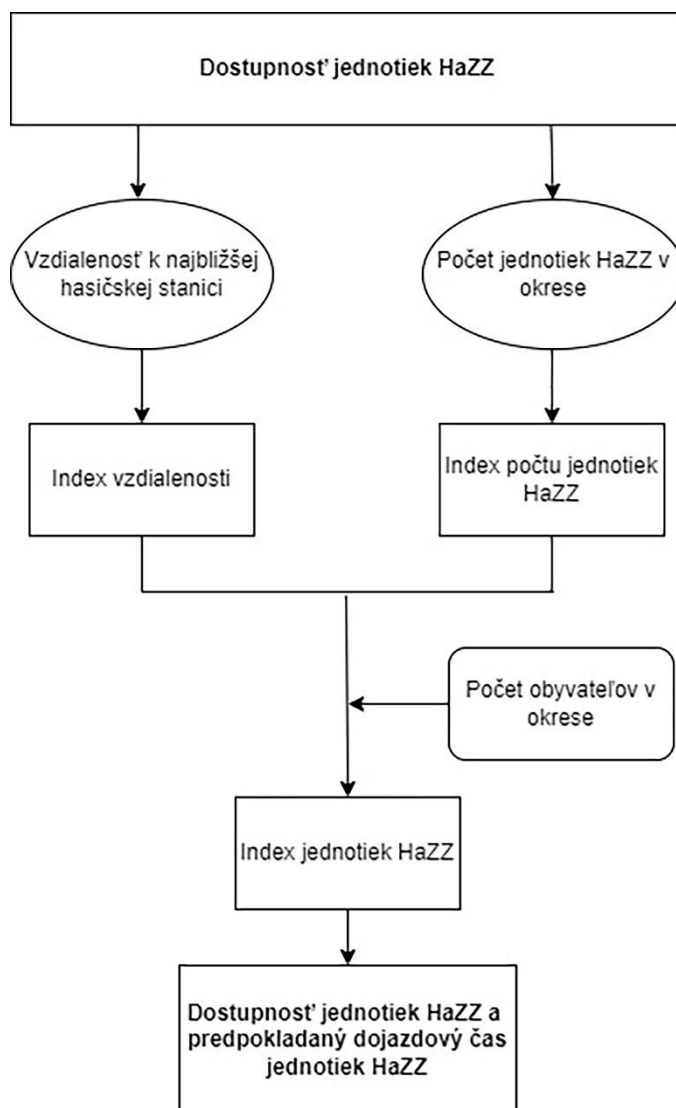 Dostupnosť jednotiek HaZZ
Vzdialenosť k najbližšej
hasičskej stanici
Počet jednotiek HaZZ v
okrese
Index vzdialenosti
Index počtu jednotiek
HaZZ
Počet obyvateľov v
okrese
Index jednotiek HaZZ
Dostupnosť jednotiek HaZZ a
predpokladaný dojazdový čas
jednotiek HaZZ